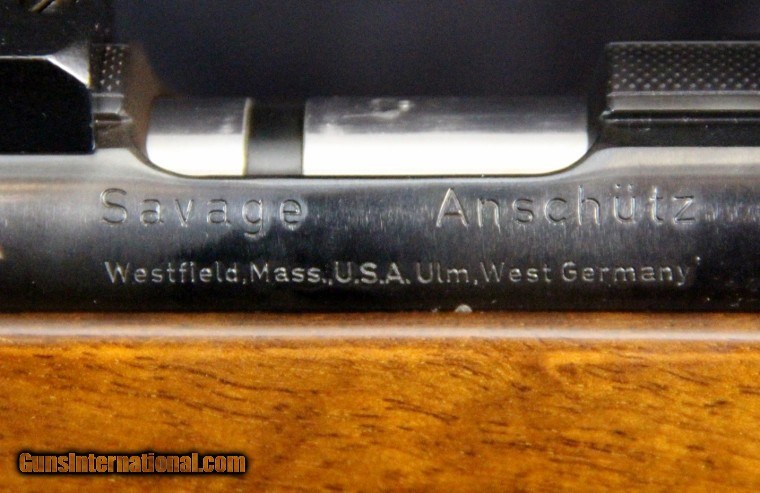 Savage Anschütz
Westfield,Mass.,U.S.A. Ulm,West Germany
GunsInternational.com